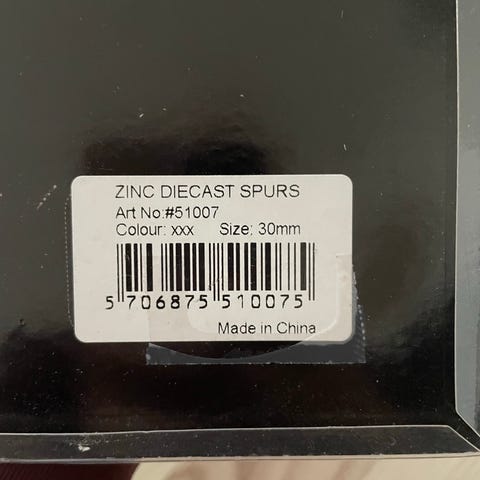 ZINC DIECAST SPURS
Art No:#51007
Colour: xxx Size: 30mm
5 706875 510075
Made in China